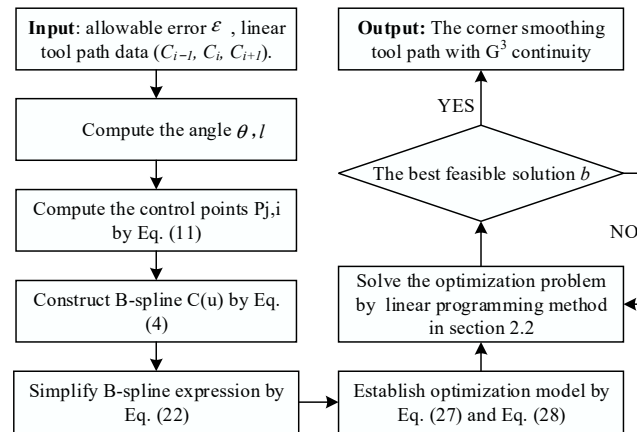 Input: allowable error ε , linear
tool path data (Ci−1, Ci, Ci+1).
Compute the angle θ , l
Compute the control points Pj,i
by Eq. (11)
Construct B-spline C(u) by Eq.
(4)
Simplify B-spline expression by
Eq. (22)
Establish optimization model by
Eq. (27) and Eq. (28)
Solve the optimization problem
by linear programming method
in section 2.2
The best feasible solution b
NO
YES
Output: The corner smoothing
tool path with G³ continuity